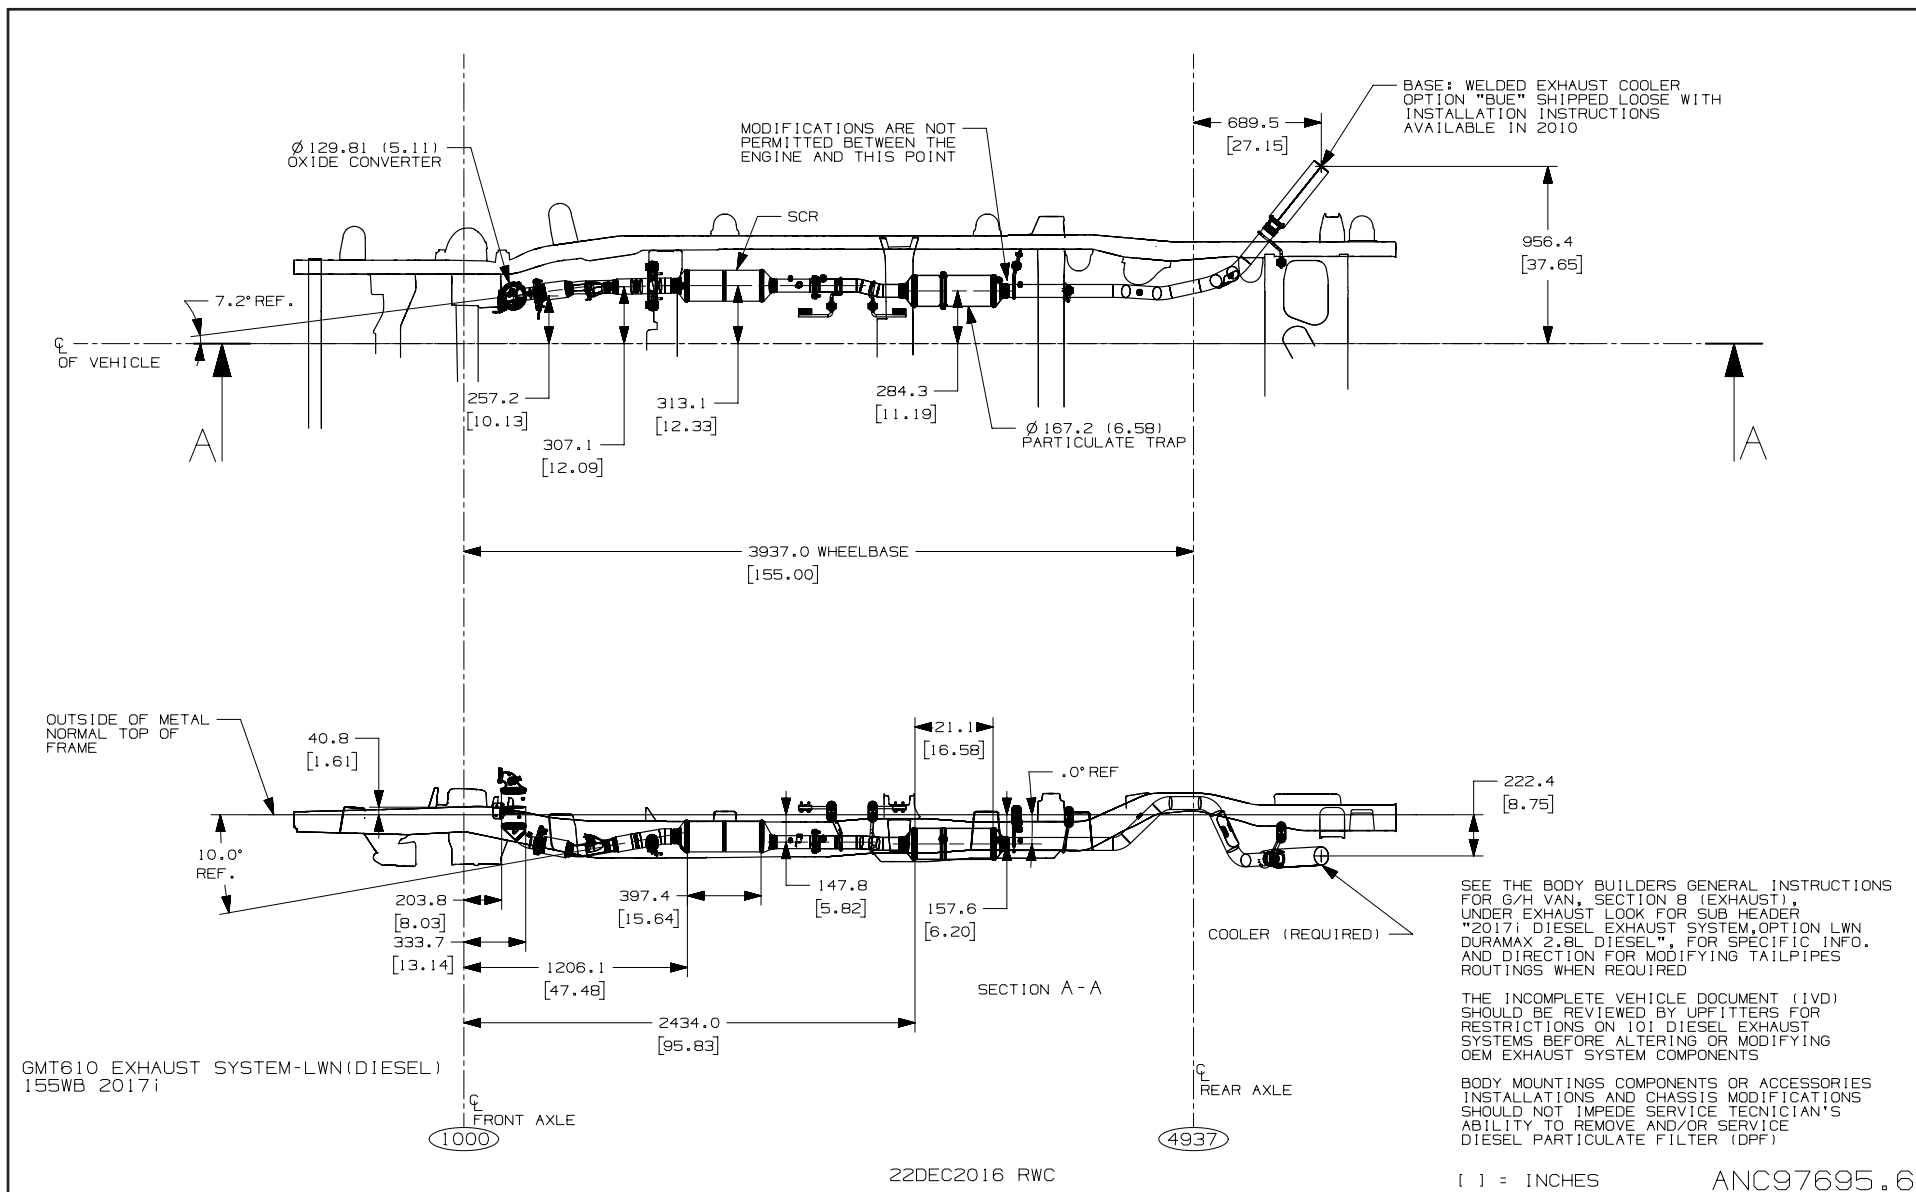 BASE: WELDED EXHAUST COOLER
OPTION "BUE" SHIPPED LOOSE WITH
INSTALLATION INSTRUCTIONS
AVAILABLE IN 2010
689.5
[27.15]
MODIFICATIONS ARE NOT
PERMITTED BETWEEN THE
ENGINE AND THIS POINT
Ø129.81 (5.11)
OXIDE CONVERTER
SCR
956.4
[37.65]
7.2° REF.
℄
OF VEHICLE
257.2
[10.13]
307.1
[12.09]
313.1
[12.33]
284.3
[11.19]
Ø167.2 (6.58)
PARTICULATE TRAP
A
A
3937.0 WHEELBASE
[155.00]
OUTSIDE OF METAL
NORMAL TOP OF
FRAME
40.8
[1.61]
21.1
[16.58]
.0° REF
222.4
[8.75]
10.0°
REF.
203.8
[8.03]
333.7
[13.14]
397.4
[15.64]
147.8
[5.82]
157.6
[6.20]
COOLER (REQUIRED)
1206.1
[47.48]
SECTION A-A
2434.0
[95.83]
SEE THE BODY BUILDERS GENERAL INSTRUCTIONS
FOR G/H VAN, SECTION 8 (EXHAUST),
UNDER EXHAUST LOOK FOR SUB HEADER
"2017i DIESEL EXHAUST SYSTEM,OPTION LWN
DURAMAX 2.8L DIESEL", FOR SPECIFIC INFO.
AND DIRECTION FOR MODIFYING TAILPIPES
ROUTINGS WHEN REQUIRED
THE INCOMPLETE VEHICLE DOCUMENT (IVD)
SHOULD BE REVIEWED BY UPFITTERS FOR
RESTRICTIONS ON 10I DIESEL EXHAUST
SYSTEMS BEFORE ALTERING OR MODIFYING
OEM EXHAUST SYSTEM COMPONENTS
BODY MOUNTINGS COMPONENTS OR ACCESSORIES
INSTALLATIONS AND CHASSIS MODIFICATIONS
SHOULD NOT IMPEDE SERVICE TECNICIAN'S
ABILITY TO REMOVE AND/OR SERVICE
DIESEL PARTICULATE FILTER (DPF)
GMT610 EXHAUST SYSTEM-LWN(DIESEL)
155WB 2017i
℄
FRONT AXLE
1000
℄
REAR AXLE
4937
22DEC2016 RWC
[ ] = INCHES
ANC97695.6